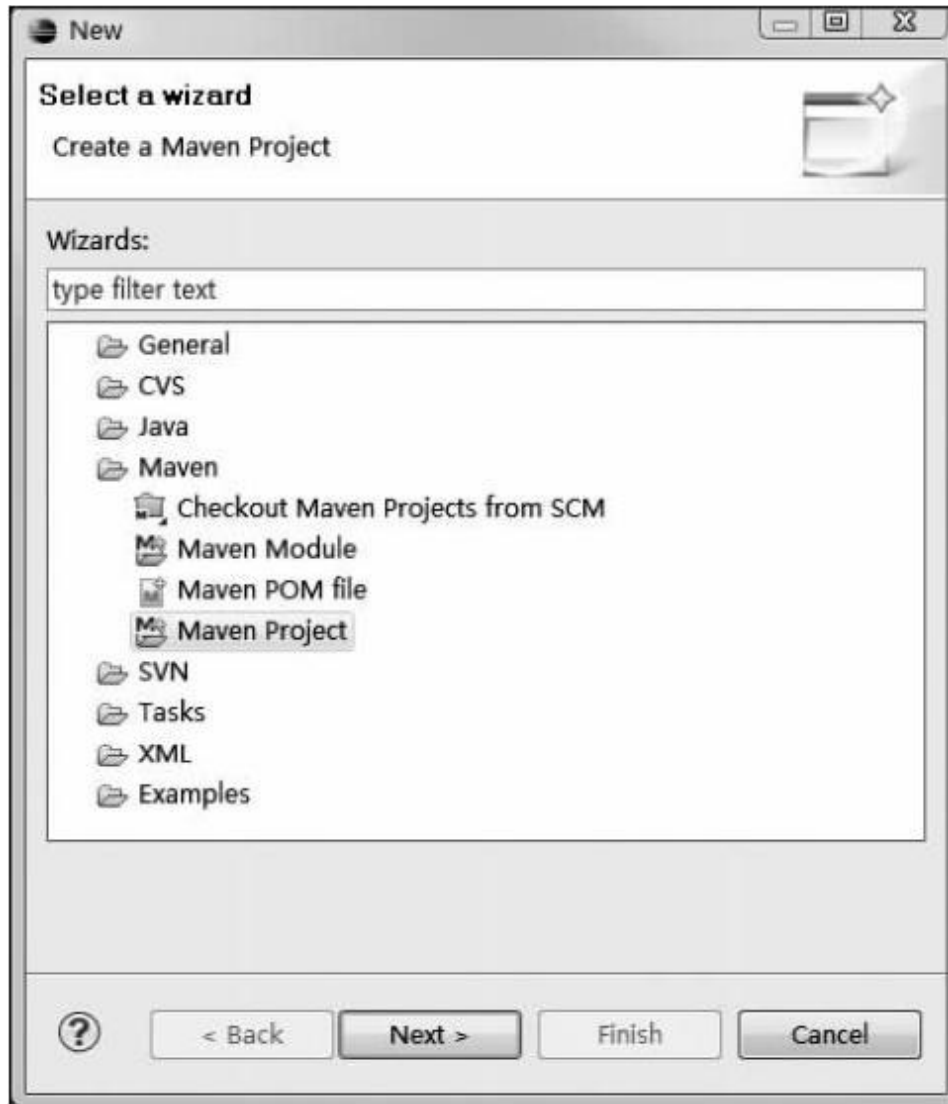 New
Select a wizard
Create a Maven Project
Wizards:
type filter text
General
CVS
Java
Maven
Checkout Maven Projects from SCM
Maven Module
Maven POM file
Maven Project
SVN
Tasks
XML
Examples
? < Back Next > Finish Cancel